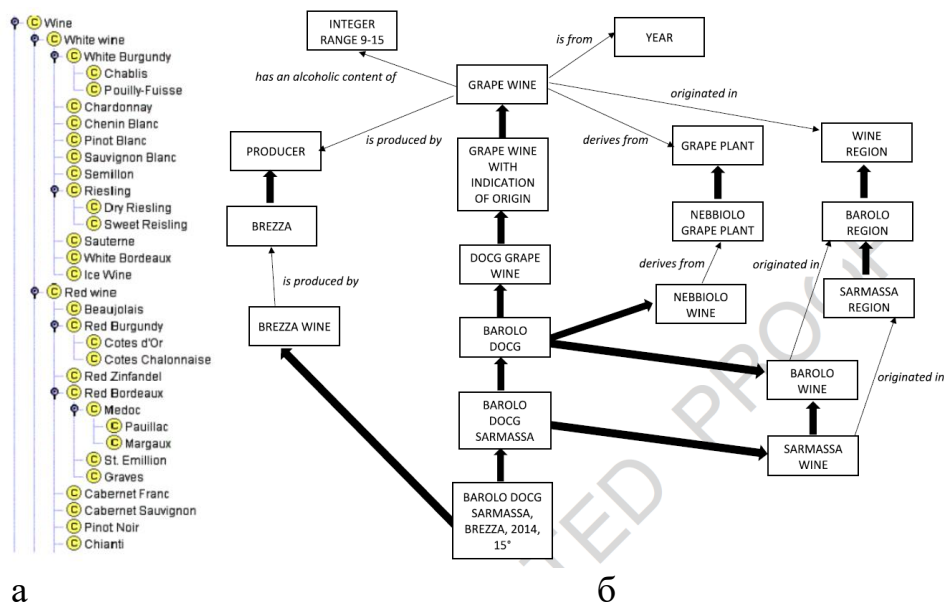 Wine
White wine
White Burgundy
Chablis
Pouilly-Fuisse
Chardonnay
Chenin Blanc
Pinot Blanc
Sauvignon Blanc
Semillon
Riesling
Dry Riesling
Sweet Reisling
Sauterne
White Bordeaux
Ice Wine
Red wine
Beaujolais
Red Burgundy
Cotes d'Or
Cotes Chalonnaise
Red Zinfandel
Red Bordeaux
Medoc
Pauillac
Margaux
St. Emillion
Graves
Cabernet Franc
Cabernet Sauvignon
Pinot Noir
Chianti
а
INTEGER
RANGE 9-15
is from
YEAR
has an alcoholic content of
GRAPE WINE
originated in
is produced by
derives from
PRODUCER
GRAPE WINE
WITH
INDICATION
OF ORIGIN
GRAPE PLANT
WINE
REGION
BREZZA
NEBBIOLO
GRAPE PLANT
BAROLO
REGION
DOCG GRAPE
WINE
derives from
originated in
is produced by
NEBBIOLO
WINE
SARMASSA
REGION
BREZZA WINE
BAROLO
DOCG
BAROLO
WINE
originated in
BAROLO
DOCG
SARMASSA
SARMASSA
WINE
BAROLO DOCG
SARMASSA,
BREZZA, 2014,
15°
TED PROOF
б